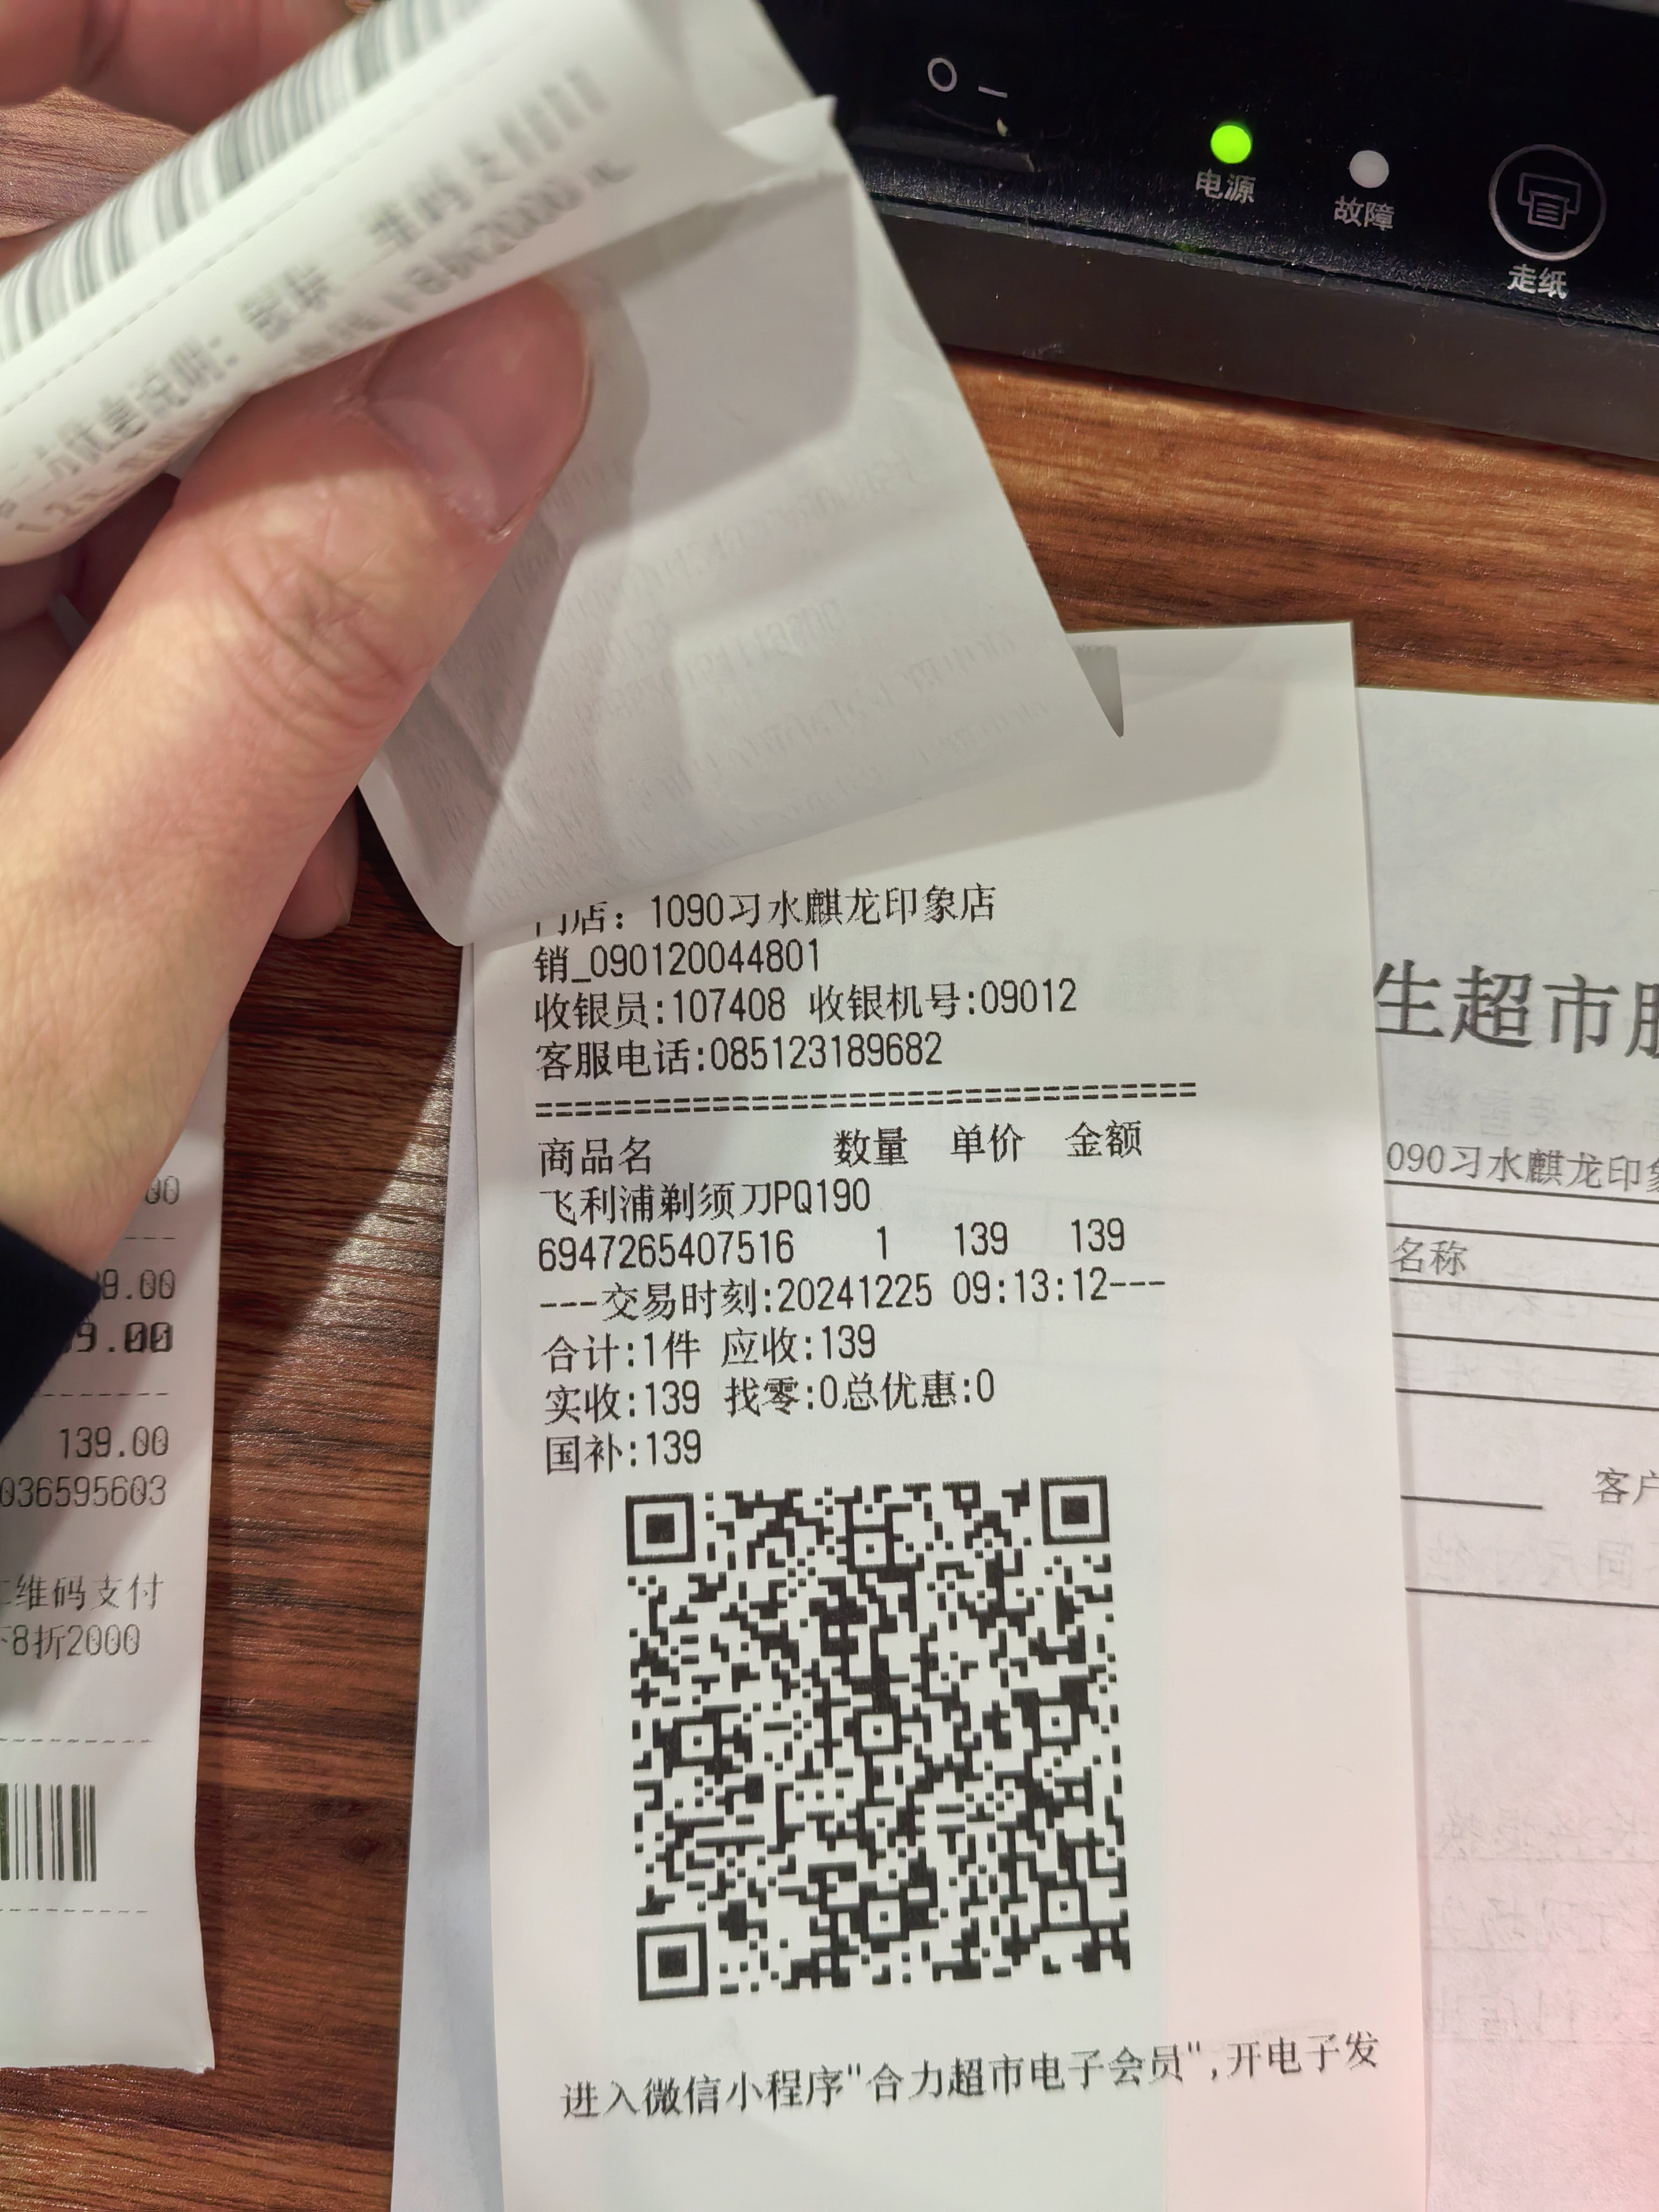 电源
故障
走纸
门店：1090习水麒龙印象店
销_090120044801
收银员:107408 收银机号:09012
客服电话:085123189682
==================================
商品名 数量 单价 金额
飞利浦剃须刀PQ190
6947265407516 1 139 139
---交易时刻:20241225 09:13:12---
合计:1件 应收:139
实收:139 找零:0总优惠:0
国补:139
进入微信小程序"合力超市电子会员",开电子发
9.00
139.00
036595603
维码支付
8折2000
生超市
090习水麒龙印
名称
客户